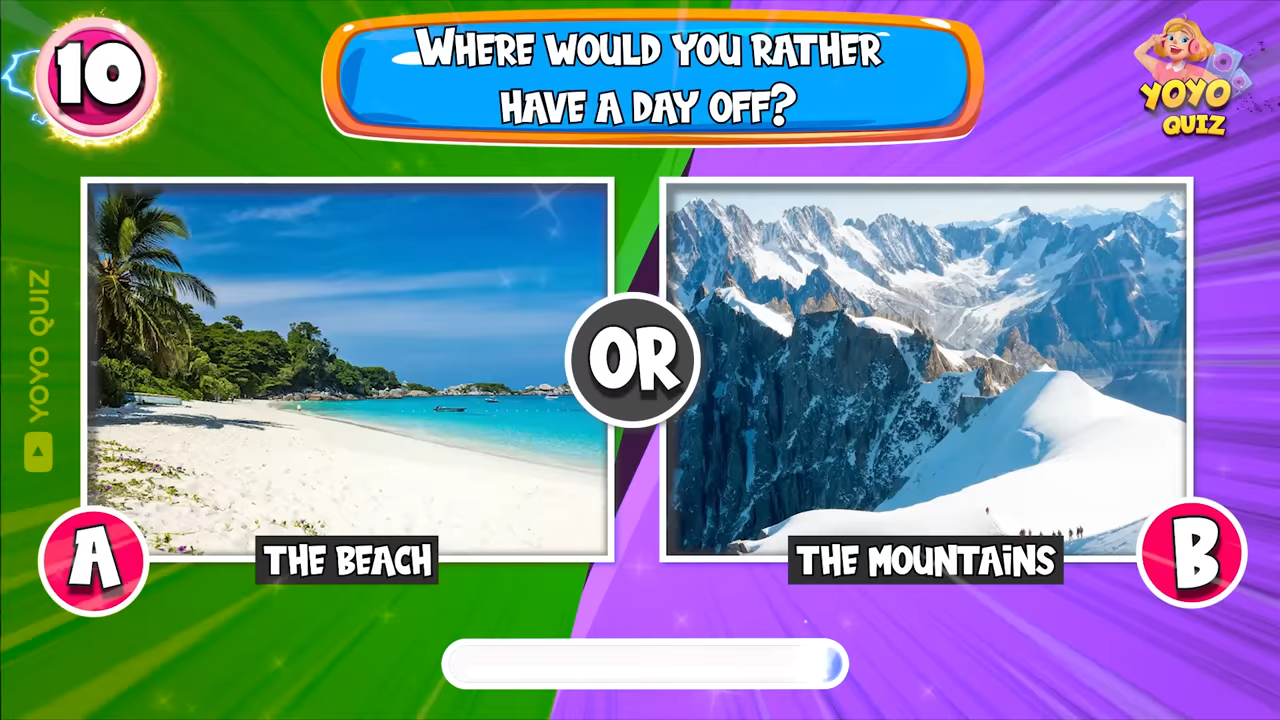 10
WHERE WOULD YOU RATHER
HAVE A DAY OFF?
YOYO
QUIZ
YOYO QUIZ
OR
A
THE BEACH
THE MOUNTAINS
B